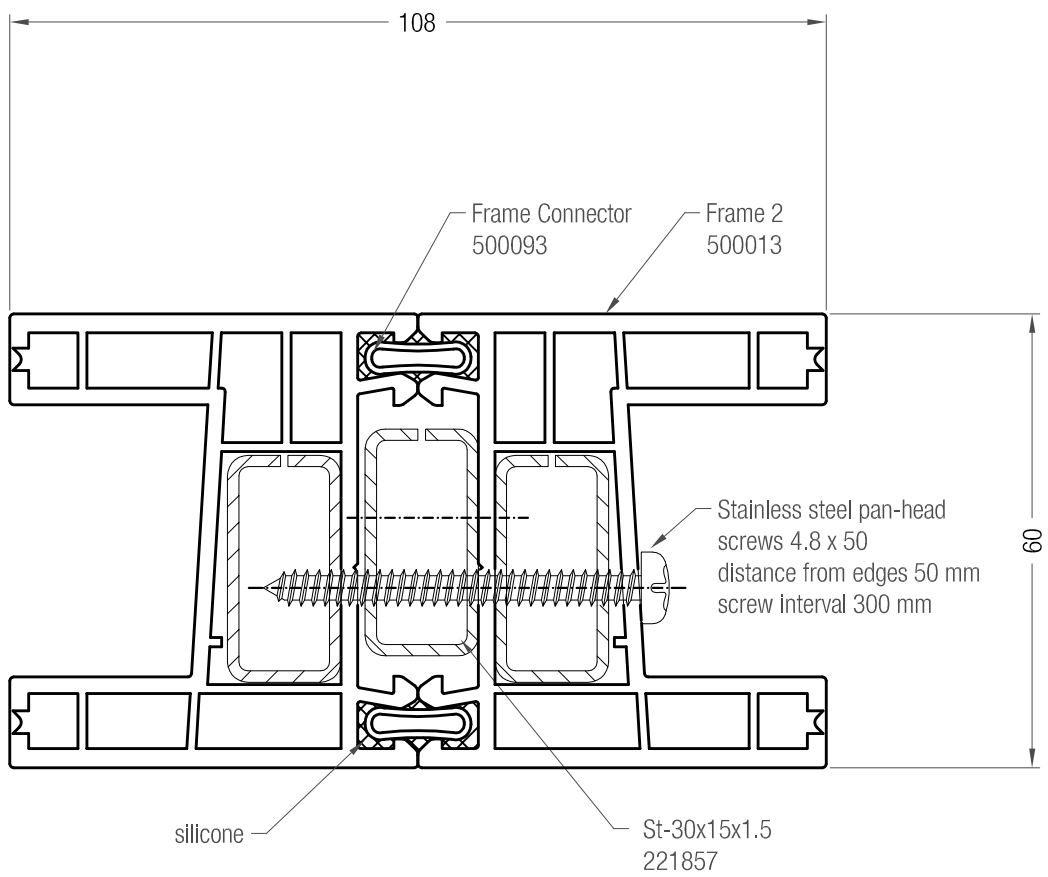 108
Frame Connector
500093
Frame 2
500013
Stainless steel pan-head
screws 4.8 x 50
distance from edges 50 mm
screw interval 300 mm
60
silicone
St-30x15x1.5
221857